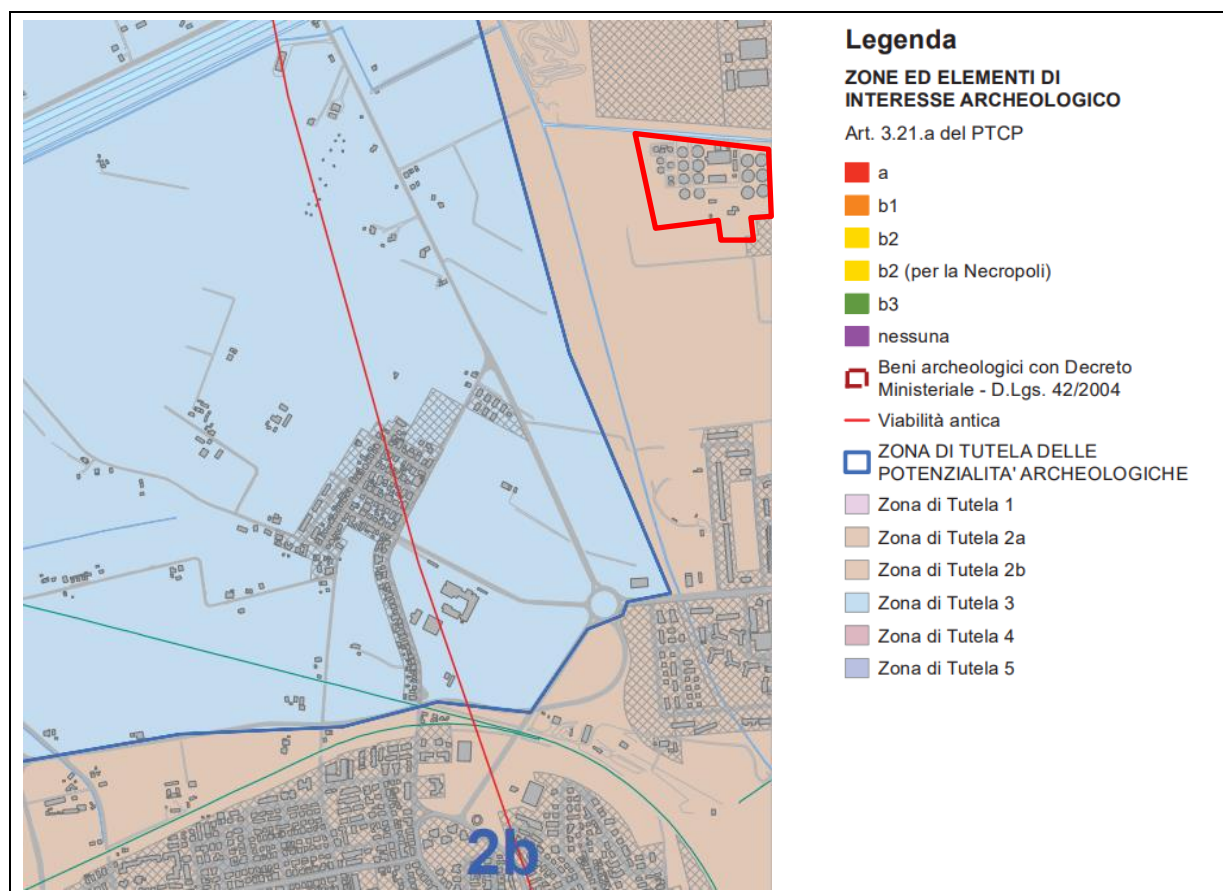 Legenda
ZONE ED ELEMENTI DI
INTERESSE ARCHEOLOGICO
Art. 3.21.a del PTCP
a
b1
b2
b2 (per la Necropoli)
b3
nessuna
Beni archeologici con Decreto
Ministeriale - D.Lgs. 42/2004
Viabilità antica
ZONA DI TUTELA DELLE
POTENZIALITA' ARCHEOLOGICHE
Zona di Tutela 1
Zona di Tutela 2a
Zona di Tutela 2b
Zona di Tutela 3
Zona di Tutela 4
Zona di Tutela 5
2b